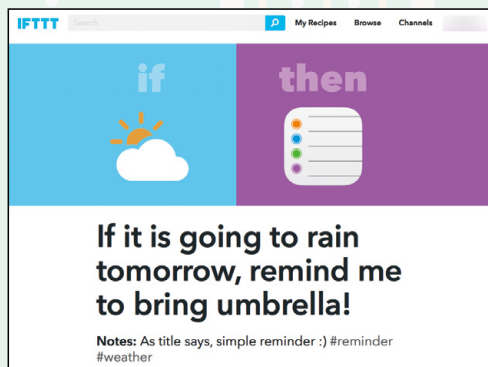 IFTTT Search My Recipes Browse Channels
if then
If it is going to rain
tomorrow, remind me
to bring umbrella!
Notes: As title says, simple reminder :) #reminder
#weather